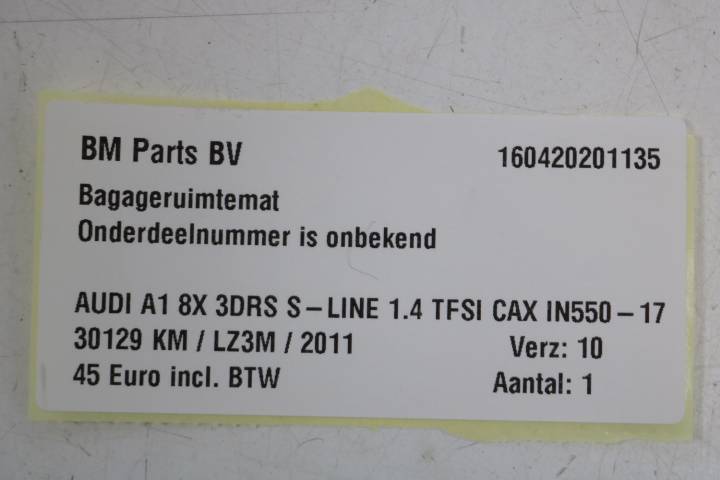 BM Parts BV 160420201135
Bagageruimtemat
Onderdeelnummer is onbekend
AUDI A1 8X 3DRS S-LINE 1.4 TFSI CAX IN550-17
30129 KM / LZ3M / 2011 Verz: 10
45 Euro incl. BTW Aantal: 1